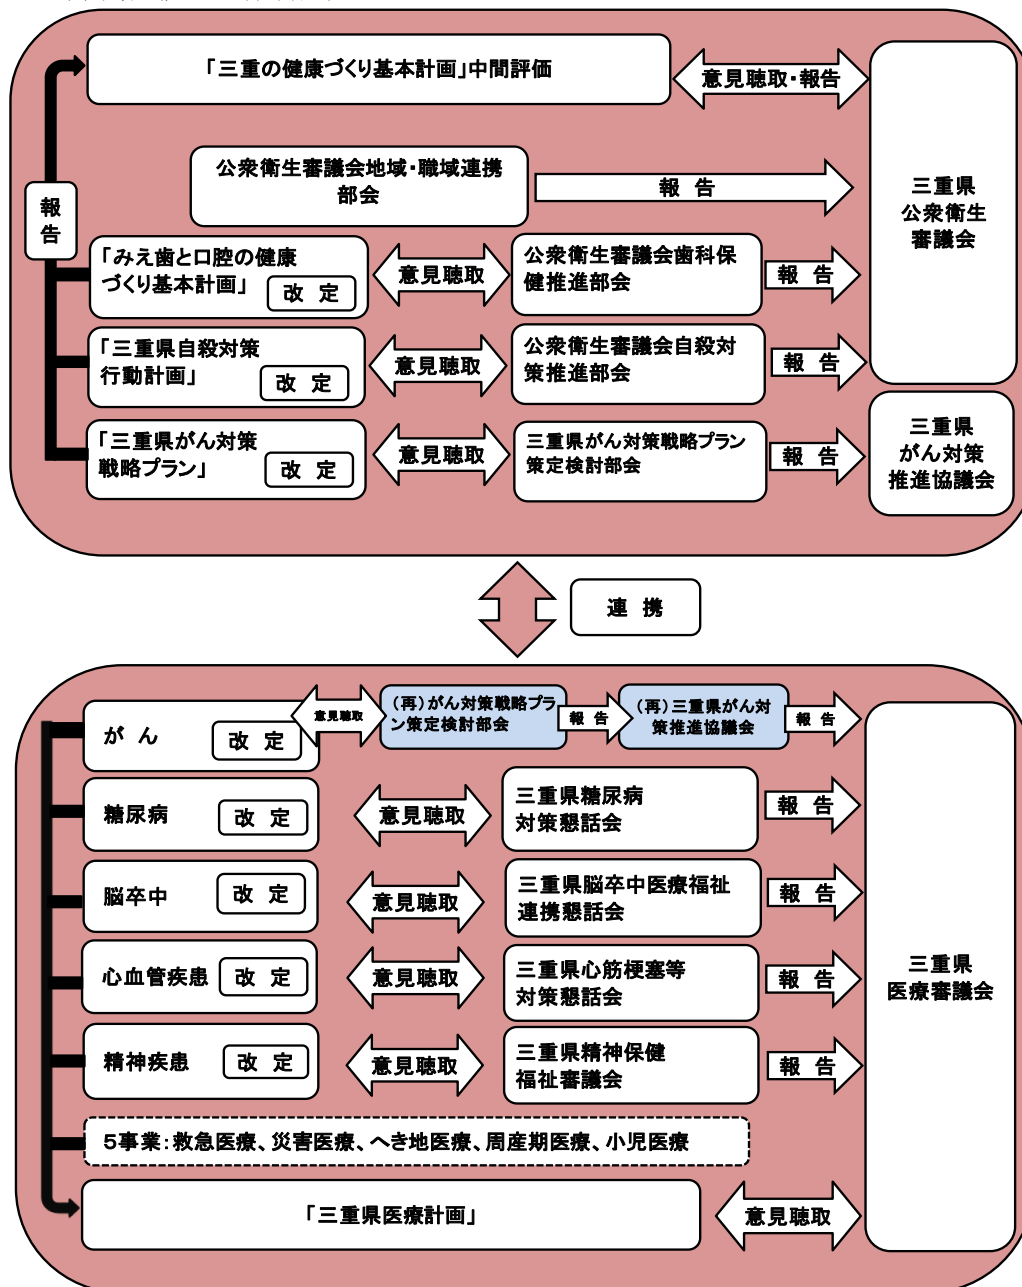 「三重の健康づくり基本計画」中間評価
意見聴取・報告
三重県
公衆衛生
審議会
公衆衛生審議会地域・職域連携
部会
報 告
報
告
「みえ歯と口腔の健康
づくり基本計画」
改 定
意見聴取
公衆衛生審議会歯科保
健推進部会
報 告
「三重県自殺対策
行動計画」
改 定
意見聴取
公衆衛生審議会自殺対
策推進部会
報 告
「三重県がん対策
戦略プラン」
改 定
意見聴取
三重県がん対策戦略プラン
策定検討部会
報 告
三重県
がん対策
推進協議会
連 携
が ん
改 定
意見聴取
(再)がん対策戦略プラ
ン策定検討部会
報 告
(再)三重県がん対
策推進協議会
報 告
糖尿病
改 定
意見聴取
三重県糖尿病
対策懇話会
報 告
脳卒中
改 定
意見聴取
三重県脳卒中医療福祉
連携懇話会
報 告
心血管疾患
改 定
意見聴取
三重県心筋梗塞等
対策懇話会
報 告
三重県
医療審議会
精神疾患
改 定
意見聴取
三重県精神保健
福祉審議会
報 告
5事業:救急医療、災害医療、へき地医療、周産期医療、小児医療
「三重県医療計画」
意見聴取